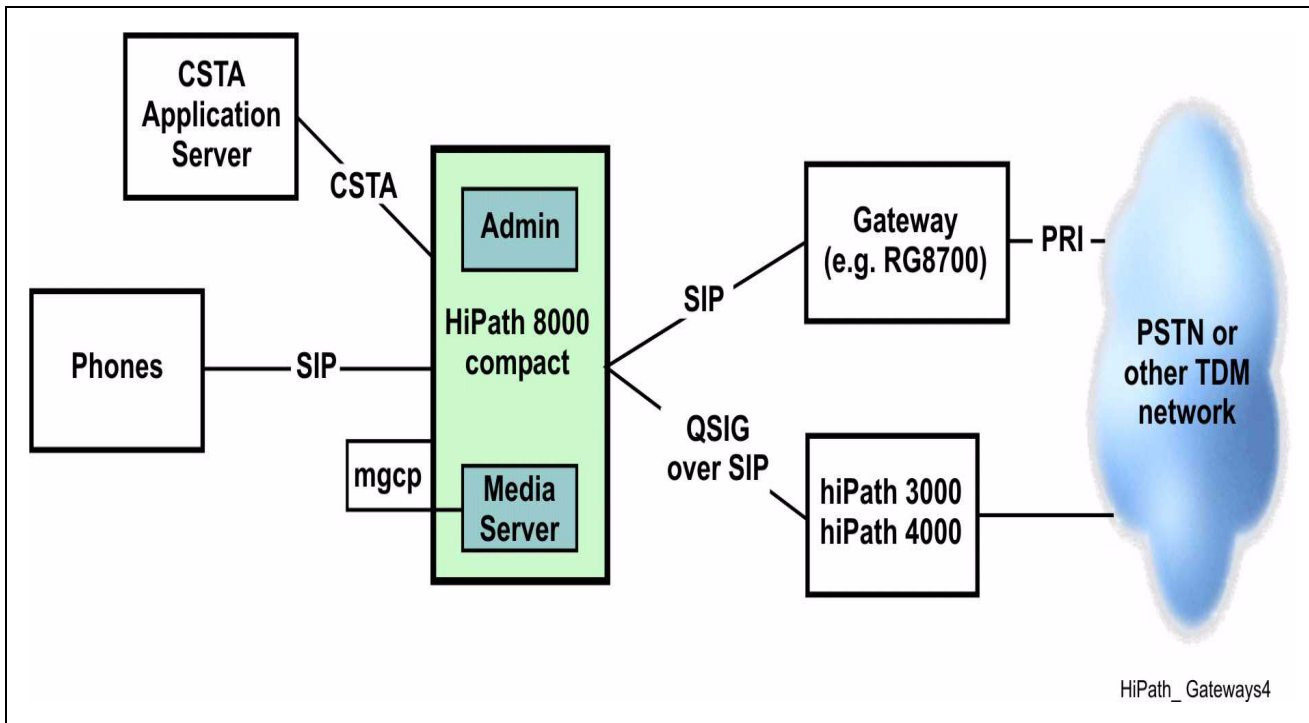 CSTA
Application
Server
CSTA
Phones
SIP
Admin
HiPath 8000
compact
mgcp
Media
Server
SIP
Gateway
(e.g. RG8700)
PRI
QSIG
over SIP
hiPath 3000
hiPath 4000
PSTN or
other TDM
network
HiPath_ Gateways4